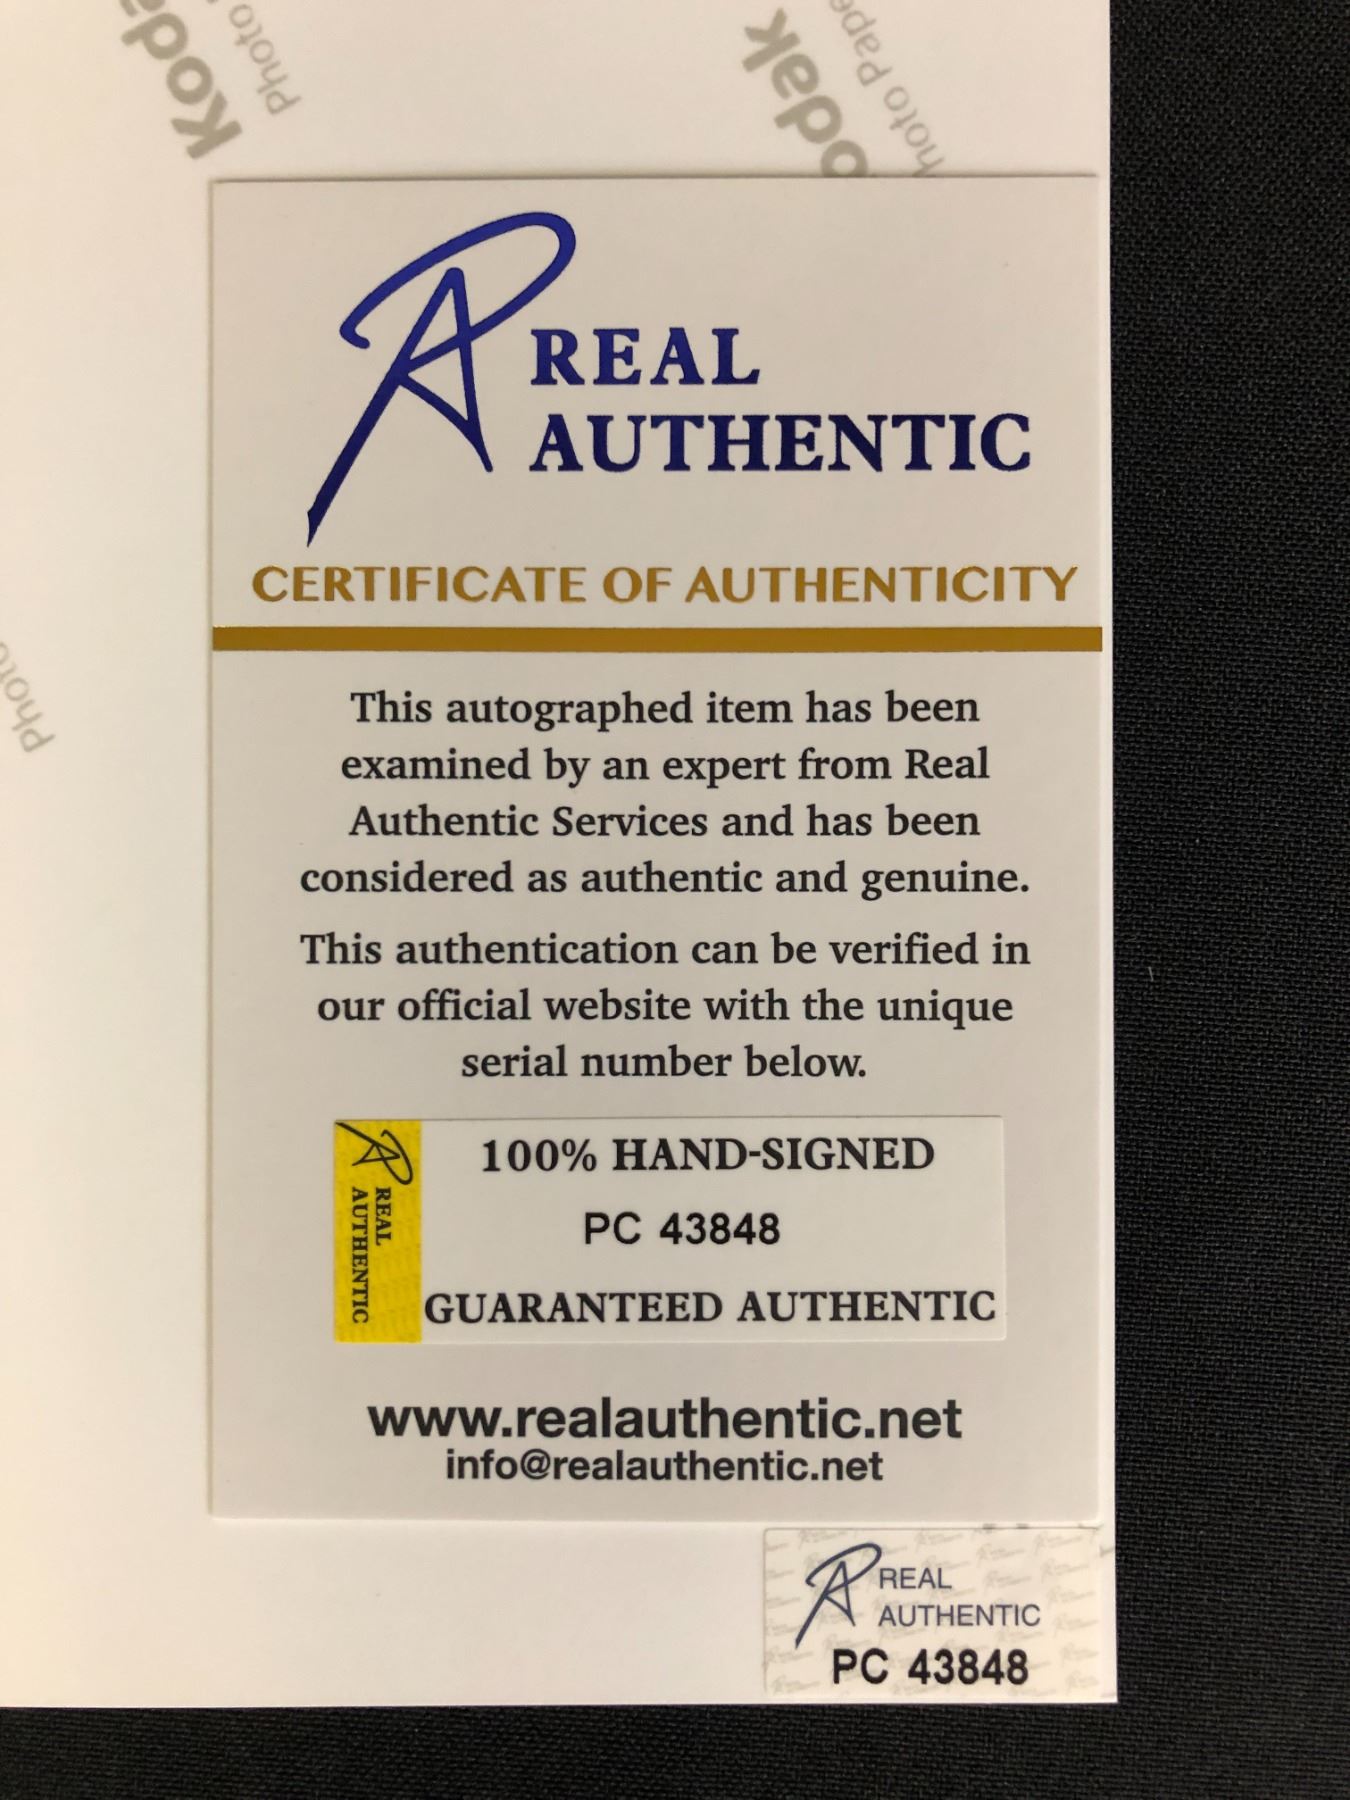 Kodak
Photo
Kodak
Photo Paper
Photo
REAL
AUTHENTIC
CERTIFICATE OF AUTHENTICITY
This autographed item has been
examined by an expert from Real
Authentic Services and has been
considered as authentic and genuine.
This authentication can be verified in
our official website with the unique
serial number below.
REAL
AUTHENTIC
100% HAND-SIGNED
PC 43848
GUARANTEED AUTHENTIC
www.realauthentic.net
info@realauthentic.net
REAL
AUTHENTIC
PC 43848